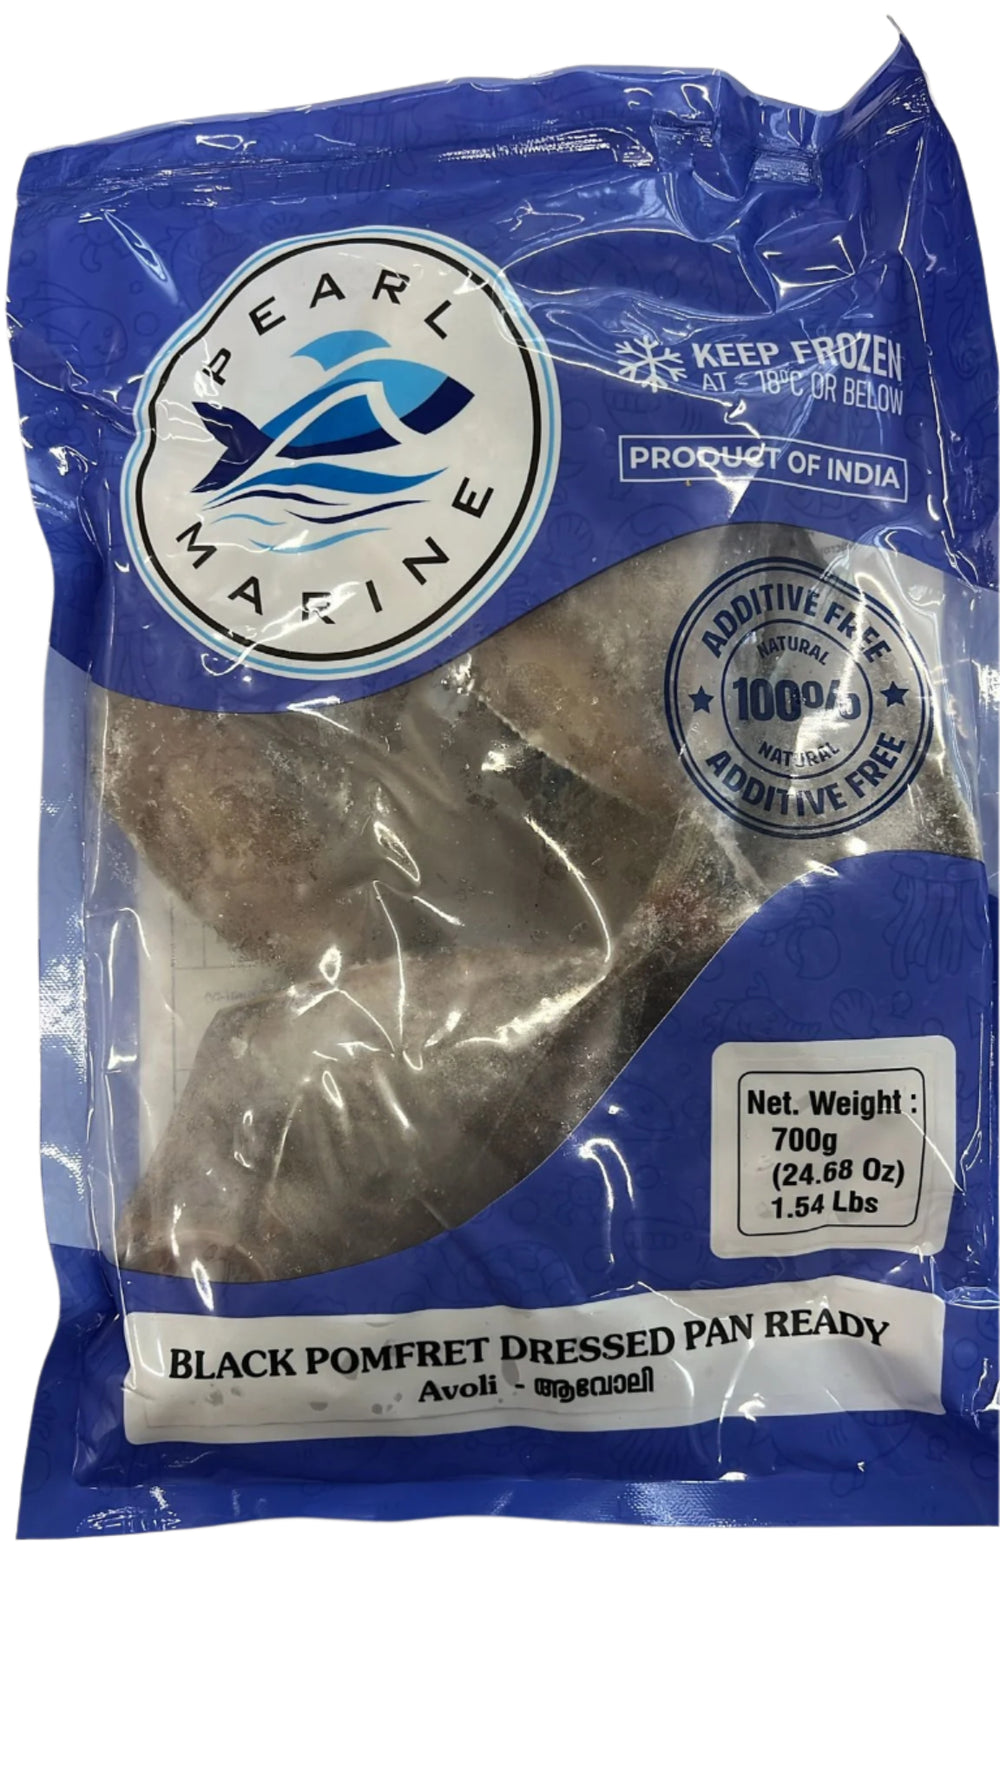 PEARL
MARINE
KEEP FROZEN
AT - 18ºC OR BELOW
PRODUCT OF INDIA
ADDITIVE FREE
NATURAL
100%
NATURAL
ADDITIVE FREE
Net. Weight :
700g
(24.68 Oz)
1.54 Lbs
BLACK POMFRET DRESSED PAN READY
Avoli - ആവോലി